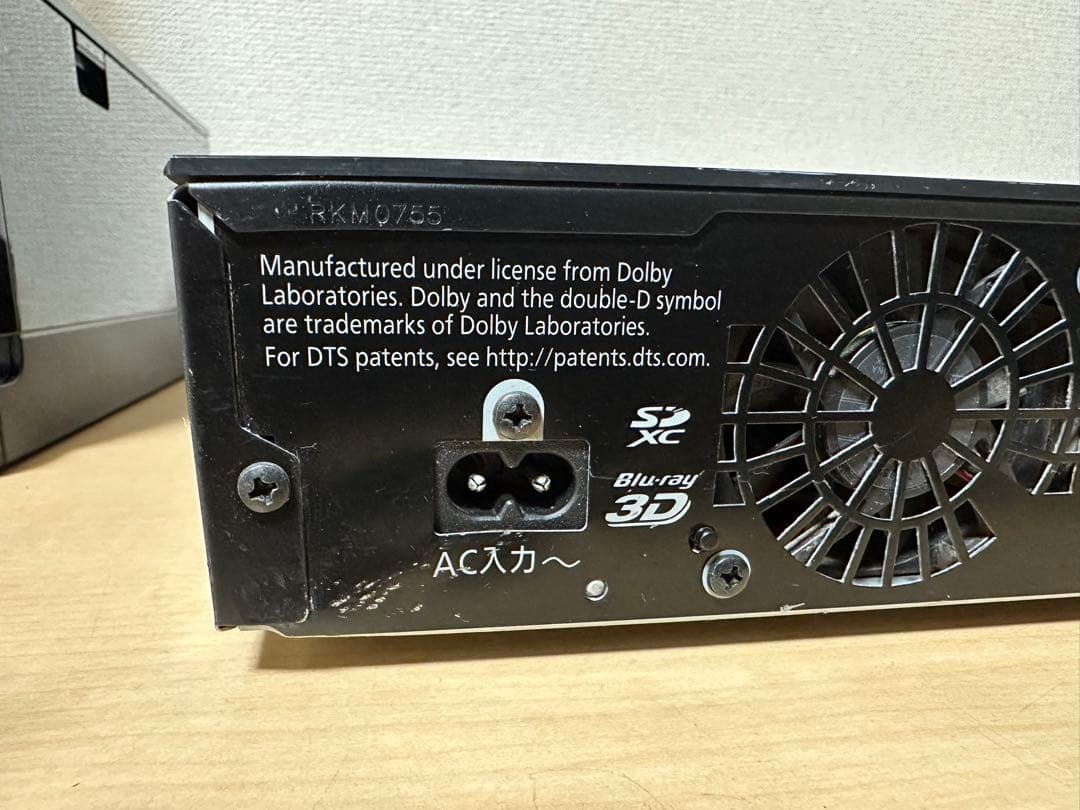 RKM0755
Manufactured under license from Dolby
Laboratories. Dolby and the double-D symbol
are trademarks of Dolby Laboratories.
For DTS patents, see http://patents.dts.com.
SD
XC
Blu-ray
3D
AC入力～